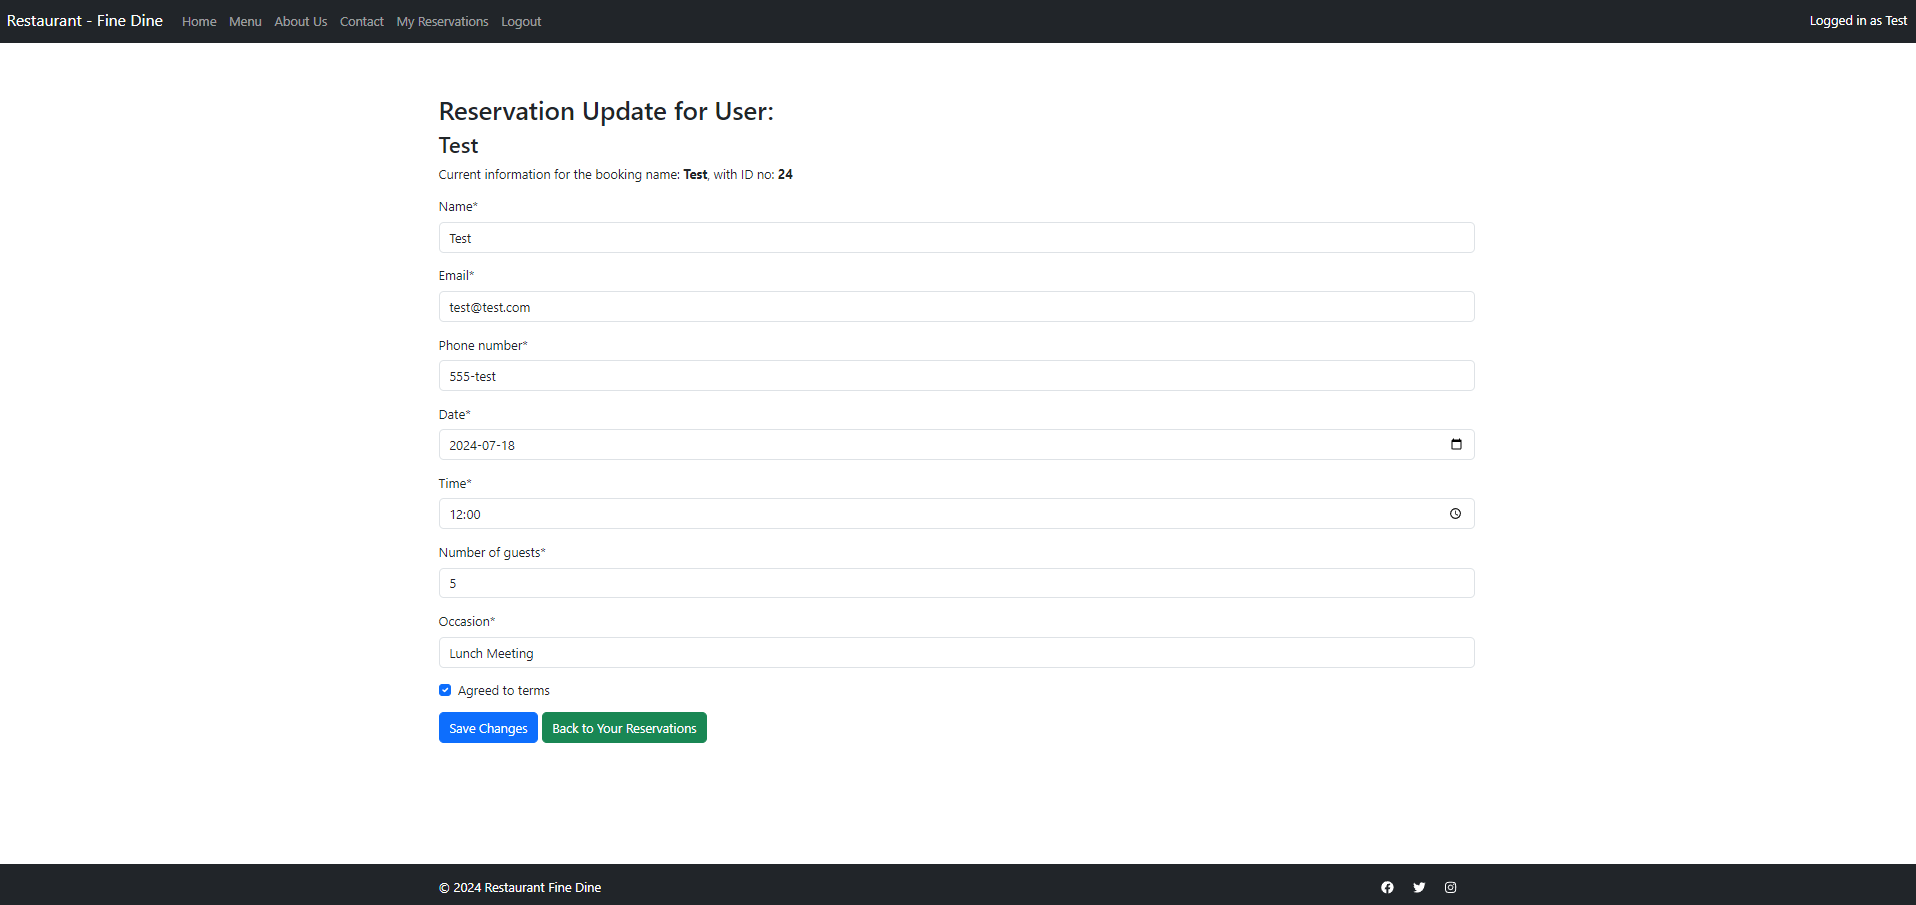 Restaurant - Fine Dine Home Menu About Us Contact My Reservations Logout Logged in as Test
Reservation Update for User:
Test
Current information for the booking name: Test, with ID no: 24
Name*
Test
Email*
test@test.com
Phone number*
555-test
Date*
2024-07-18
Time*
12:00
Number of guests*
5
Occasion*
Lunch Meeting
Agreed to terms
Save Changes Back to Your Reservations
© 2024 Restaurant Fine Dine